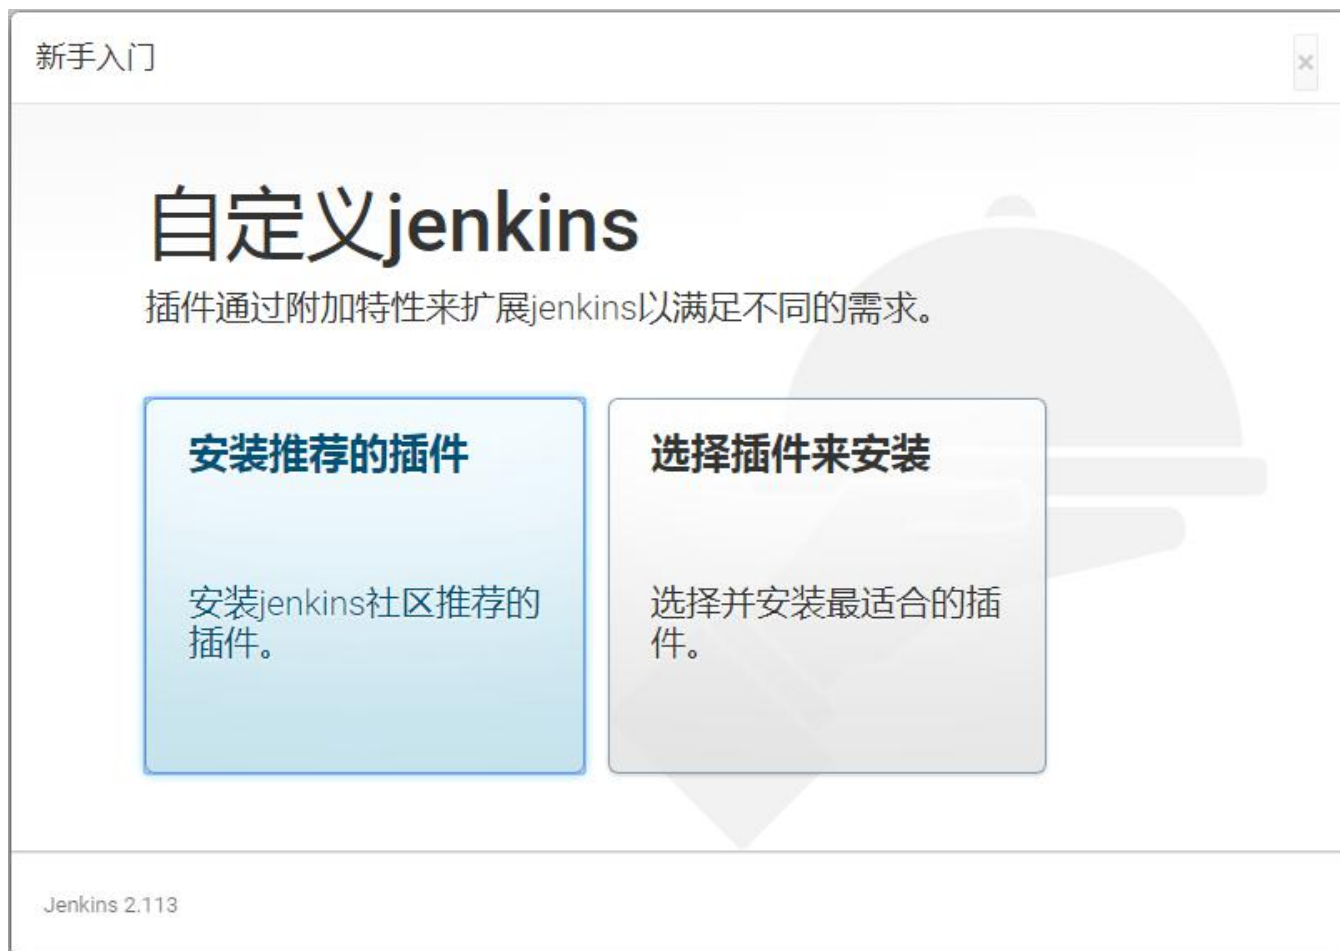 新手入门
×
自定义jenkins
插件通过附加特性来扩展jenkins以满足不同的需求。
安装推荐的插件
安装jenkins社区推荐的
插件。
选择插件来安装
选择并安装最适合的插
件。
Jenkins 2.113